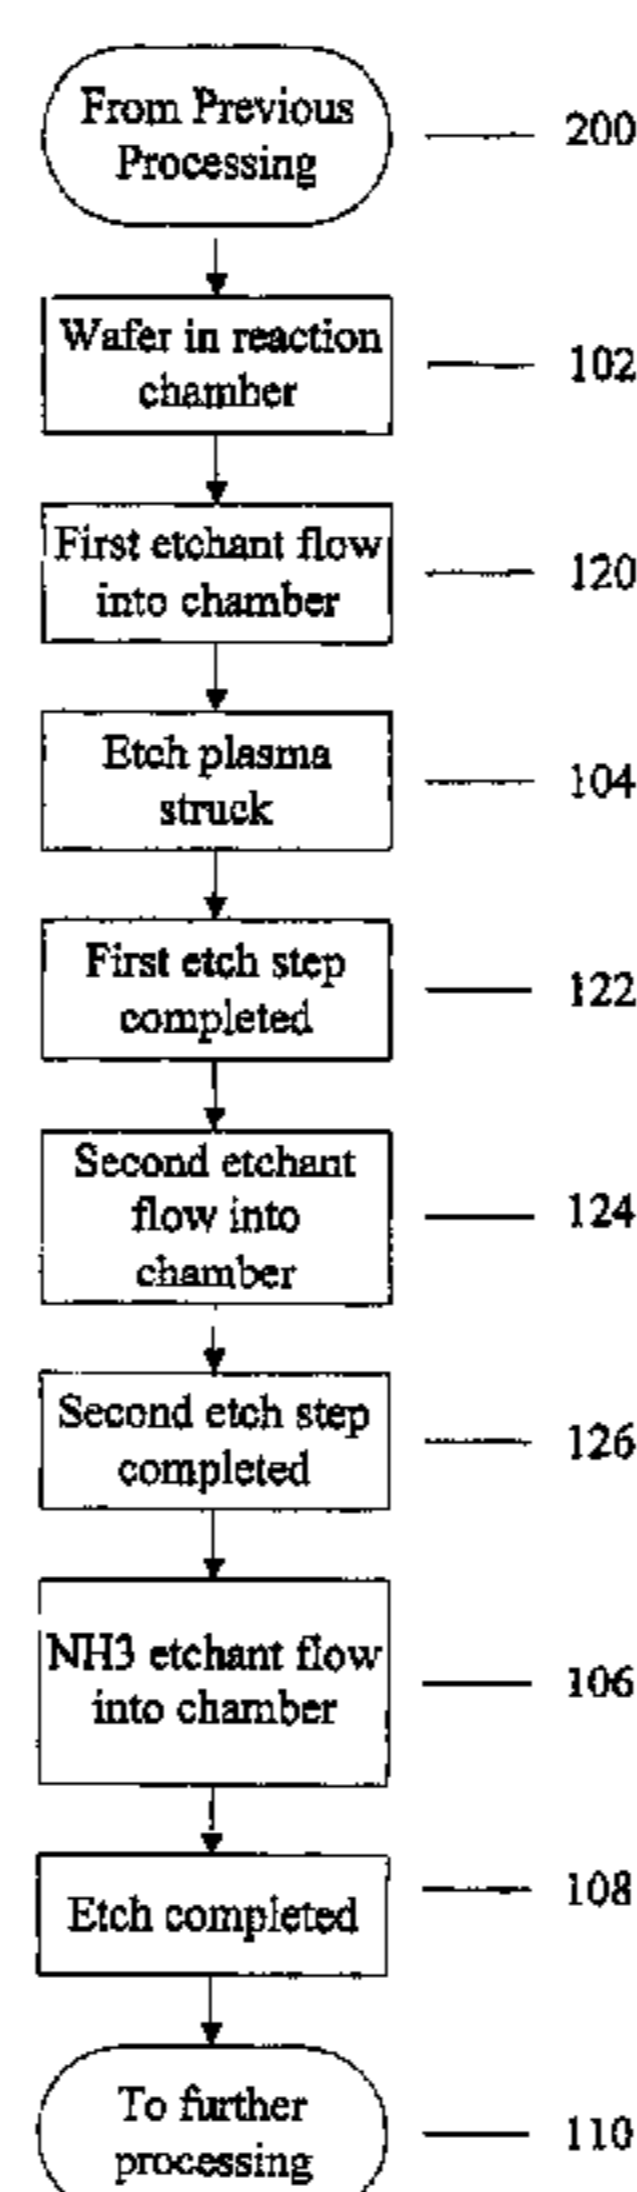 From Previous
Processing
200
Wafer in reaction
chamber
102
First etchant flow
into chamber
120
Etch plasma
struck
104
First etch step
completed
122
Second etchant
flow into
chamber
124
Second etch step
completed
126
NH3 etchant flow
into chamber
106
Etch completed
108
To further
processing
110